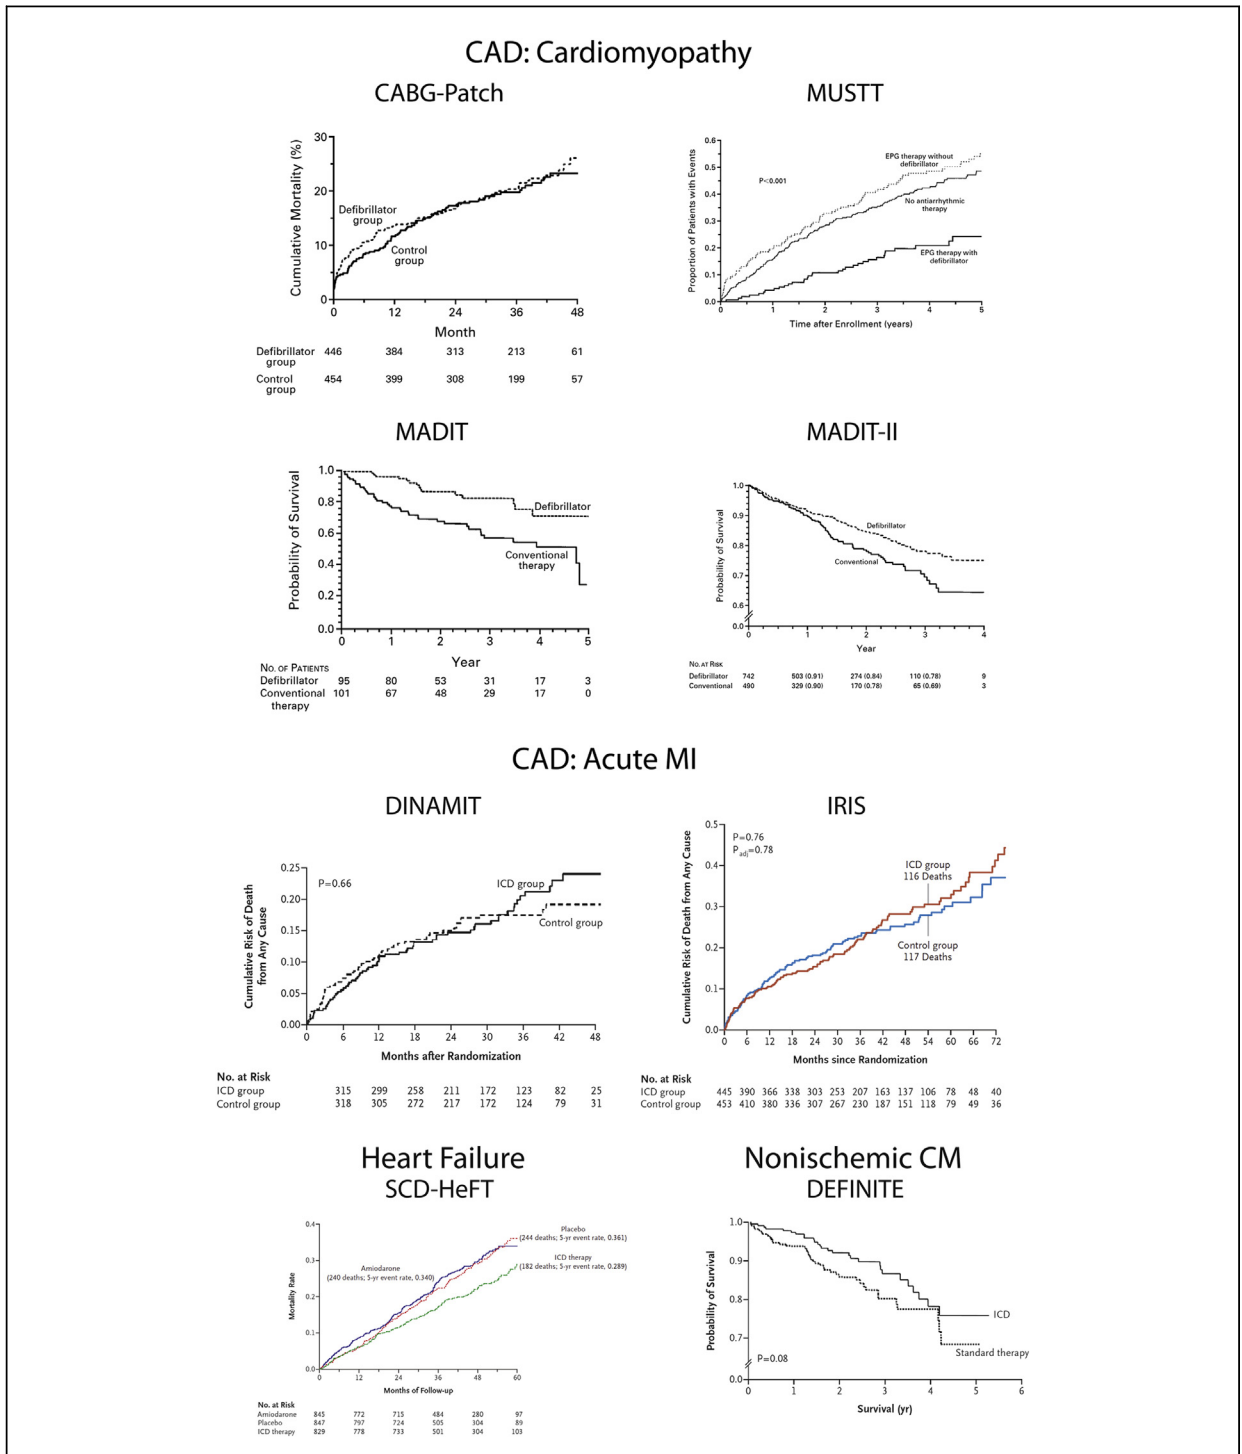 CAD: Cardiomyopathy
CABG-Patch
Cumulative Mortality (%)
30
20
10
0
Defibrillator
group
Control
group
0 12 24 36 48
Month
Defibrillator
group
446 384 313 213 61
Control
group
454 399 308 199 57
MUSTT
Proportion of Patients with Events
0.6
0.5
0.4
0.3
0.2
0.1
0.0
P<0.001
EPG therapy without
defibrillator
No antiarrhythmic
therapy
EPG therapy with
defibrillator
0 1 2 3 4 5
Time after Enrollment (years)
MADIT
Probability of Survival
1.0
0.8
0.6
0.4
0.2
0.0
Defibrillator
Conventional
therapy
0 1 2 3 4 5
Year
No. of Patients
Defibrillator 95 80 53 31 17 3
Conventional 101 67 48 29 17 0
therapy
MADIT-II
Probability of Survival
1.0
0.9
0.8
0.7
0.6
0.0
Defibrillator
Conventional
0 1 2 3 4
Year
No. at Risk
Defibrillator 742 503 (0.91) 274 (0.84) 110 (0.78) 9
Conventional 490 329 (0.90) 170 (0.78) 65 (0.69) 3
CAD: Acute MI
DINAMIT
Cumulative Risk of Death
from Any Cause
0.25
0.20
0.15
0.10
0.05
0.00
P=0.66
ICD group
Control group
0 6 12 18 24 30 36 42 48
Months after Randomization
No. at Risk
ICD group 315 299 258 211 172 123 82 25
Control group 318 305 272 217 172 124 79 31
IRIS
Cumulative Risk of Death from Any Cause
0.5
0.4
0.3
0.2
0.1
0.0
P=0.76
Padj=0.78
ICD group
116 Deaths
Control group
117 Deaths
0 6 12 18 24 30 36 42 48 54 60 66 72
Months since Randomization
No. at Risk
ICD group 445 390 366 338 303 253 207 163 137 106 78 48 40
Control group 453 410 380 336 307 267 230 187 151 118 79 49 36
Heart Failure
SCD-HeFT
Mortality Rate
0.4
0.3
0.2
0.1
0.0
Placebo
(244 deaths; 5-yr event rate, 0.361)
ICD therapy
(182 deaths; 5-yr event rate, 0.289)
Amiodarone
(240 deaths; 5-yr event rate, 0.340)
0 12 24 36 48 60
Months of Follow-up
No. at Risk
Amiodarone 845 772 715 484 280 97
Placebo 847 797 724 505 304 89
ICD therapy 829 778 733 501 304 103
Nonischemic CM
DEFINITE
Probability of Survival
1.0
0.9
0.8
0.7
0.0
P=0.08
ICD
Standard therapy
0 1 2 3 4 5 6
Survival (yr)